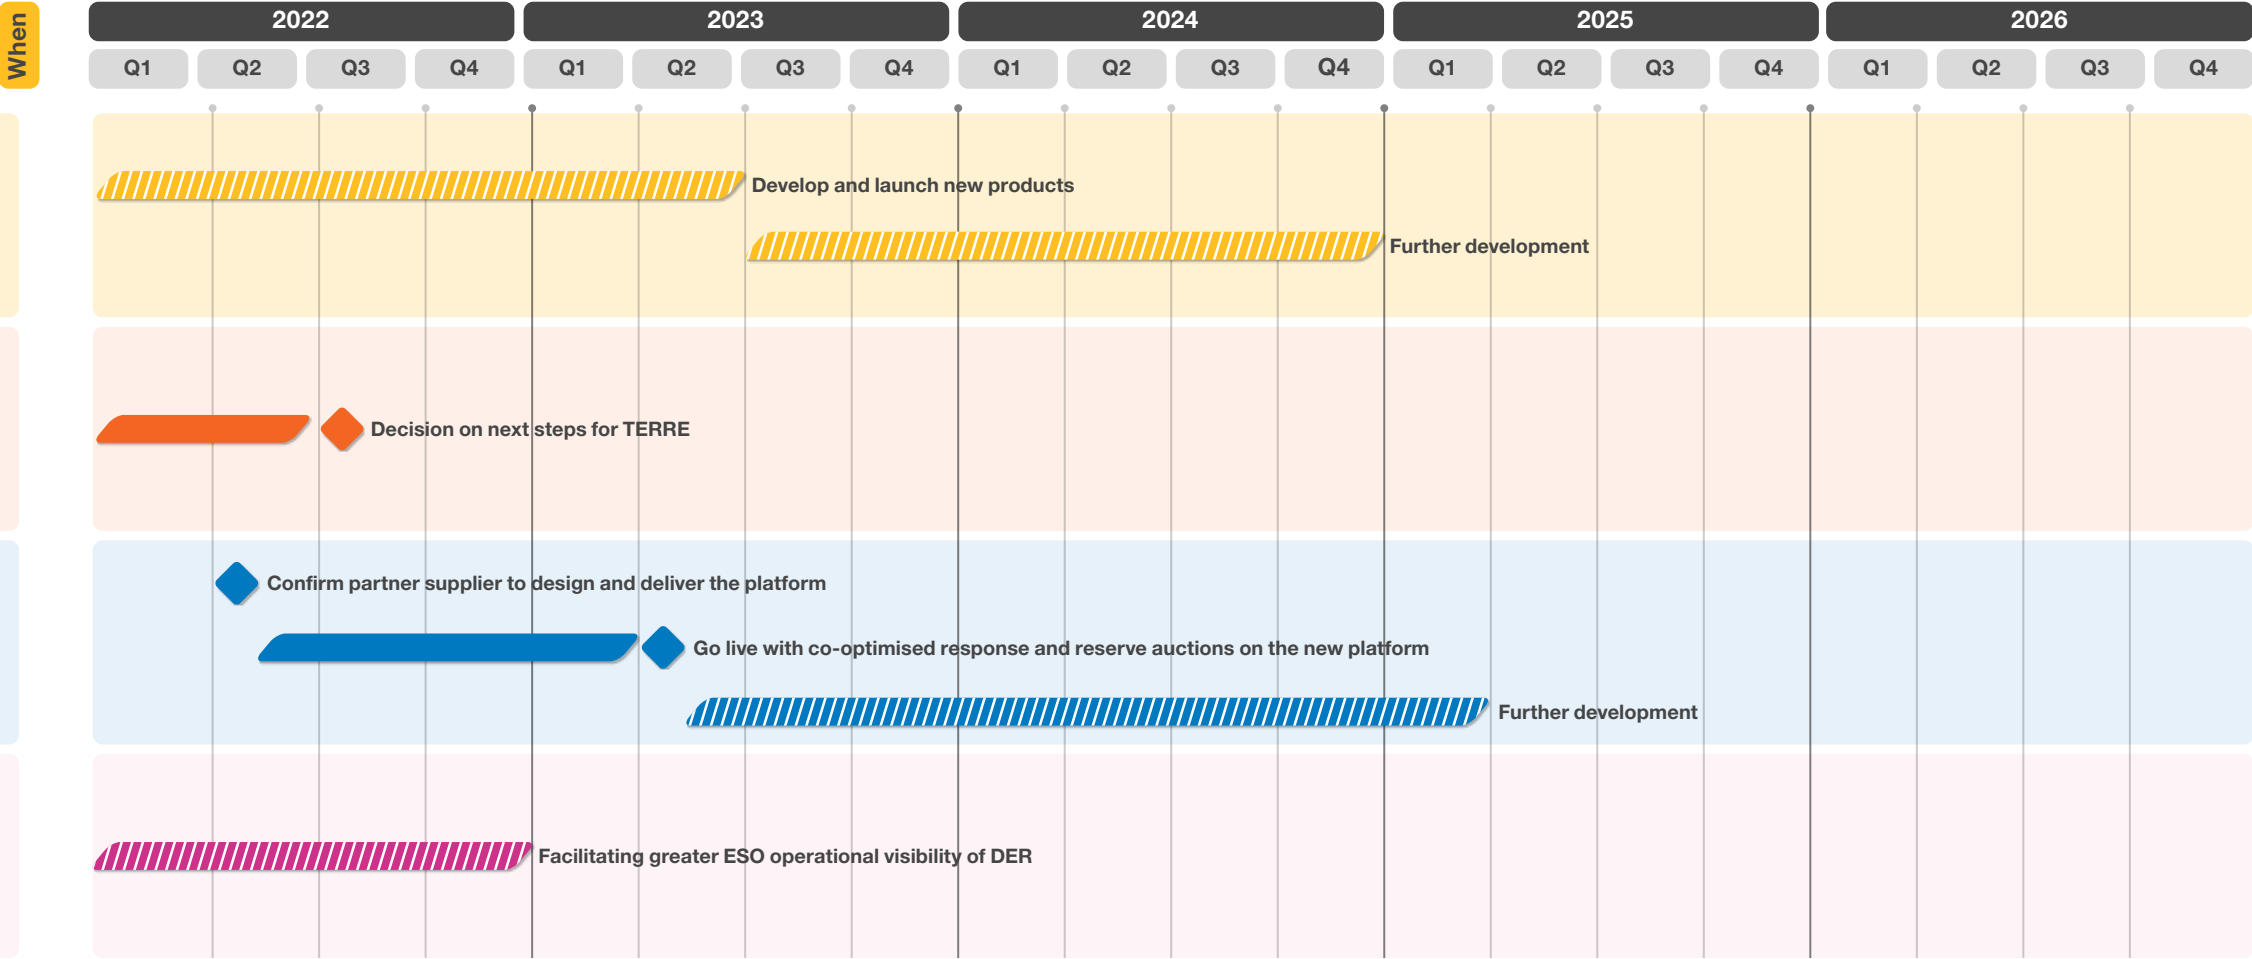 When
2022 2023 2024 2025 2026
Q1 Q2 Q3 Q4 Q1 Q2 Q3 Q4 Q1 Q2 Q3 Q4 Q1 Q2 Q3 Q4 Q1 Q2 Q3 Q4
Develop and launch new products
Further development
Decision on next steps for TERRE
Confirm partner supplier to design and deliver the platform
Go live with co-optimised response and reserve auctions on the new platform
Further development
Facilitating greater ESO operational visibility of DER